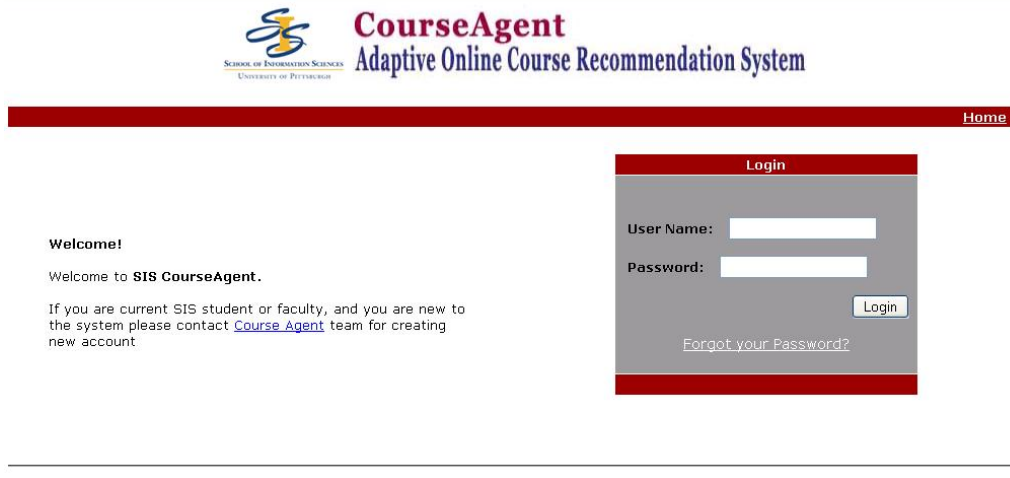 CourseAgent
SCHOOL OF INFORMATION SCIENCES
UNIVERSITY OF PITTSBURGH
Adaptive Online Course Recommendation System
Home
Login
Welcome!
Welcome to SIS CourseAgent.
If you are current SIS student or faculty, and you are new to
the system please contact Course Agent team for creating
new account
User Name:
Password:
Login
Forgot your Password?